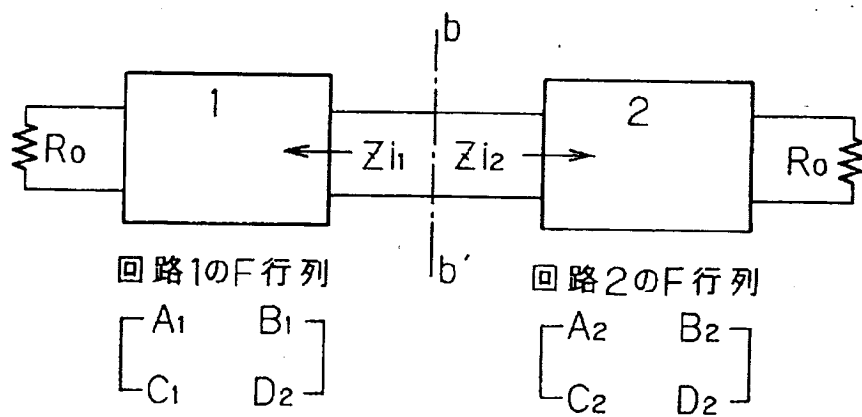 b
1
2
Ro
Zi1
Zi2
Ro
b'
回路1のF行列
回路2のF行列
A1 B1
C1 D2
A2 B2
C2 D2